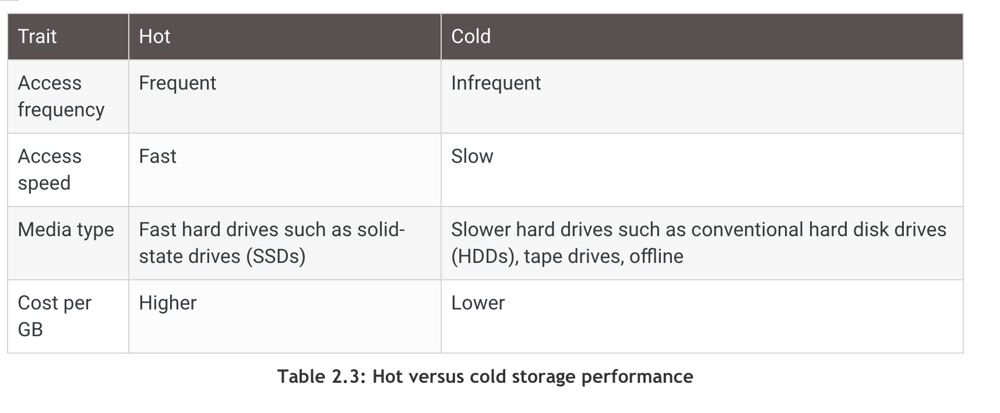 Trait Hot Cold
Access Frequent Infrequent
frequency
Access Fast Slow
speed
Media type Fast hard drives such as solid- Slower hard drives such as conventional hard disk drives
state drives (SSDs) (HDDs), tape drives, offline
Cost per Higher Lower
GB
Table 2.3: Hot versus cold storage performance